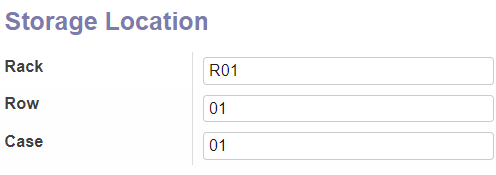 Storage Location
Rack R01
Row 01
Case 01